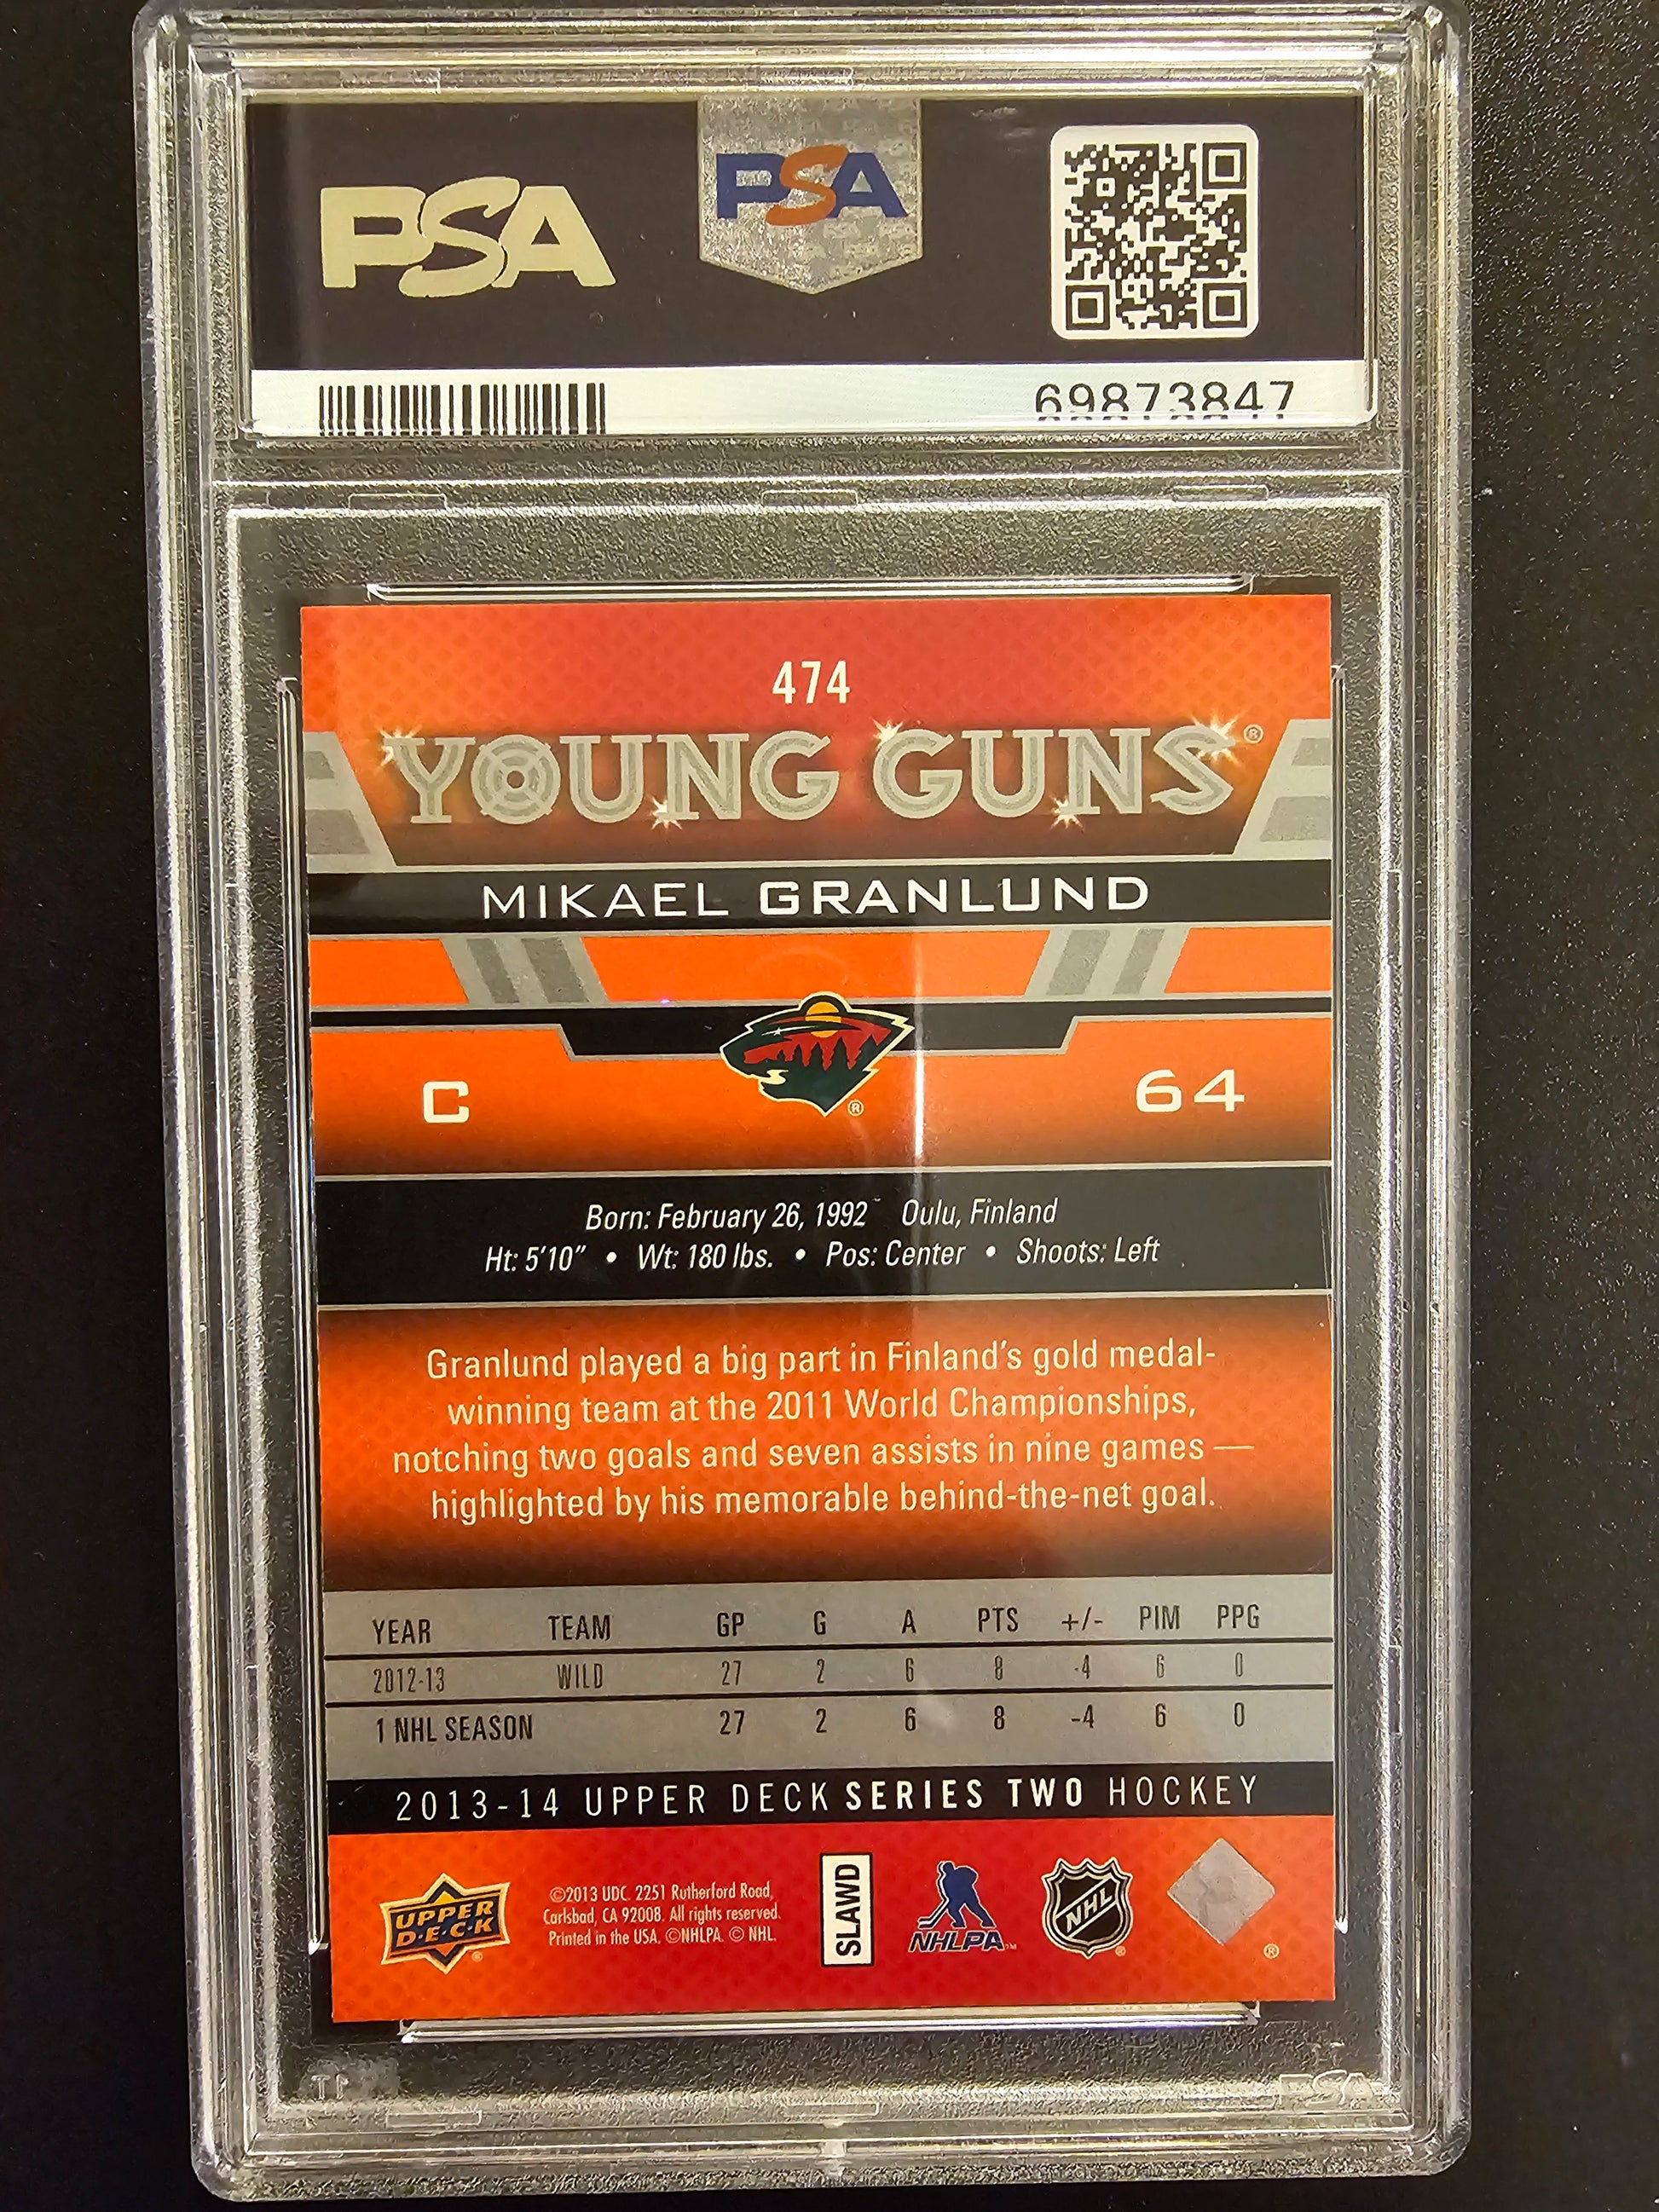 PSA
PSA
69873847
474
YOUNG GUNS®
MIKAEL GRANLUND
C
64
Born: February 26, 1992 Oulu, Finland
Ht: 5'10" • Wt: 180 lbs. • Pos: Center • Shoots: Left
Granlund played a big part in Finland's gold medal-
winning team at the 2011 World Championships,
notching two goals and seven assists in nine games —
highlighted by his memorable behind-the-net goal.
YEAR TEAM GP G A PTS +/- PIM PPG
2012-13 WILD 27 2 6 8 -4 6 0
1 NHL SEASON 27 2 6 8 -4 6 0
2013-14 UPPER DECK SERIES TWO HOCKEY
UPPER
D·E·C·K
©2013 UDC. 2251 Rutherford Road,
Carlsbad, CA 92008. All rights reserved.
Printed in the USA. ©NHLPA. © NHL.
SLAWD
NHLPA™
NHL
PSA